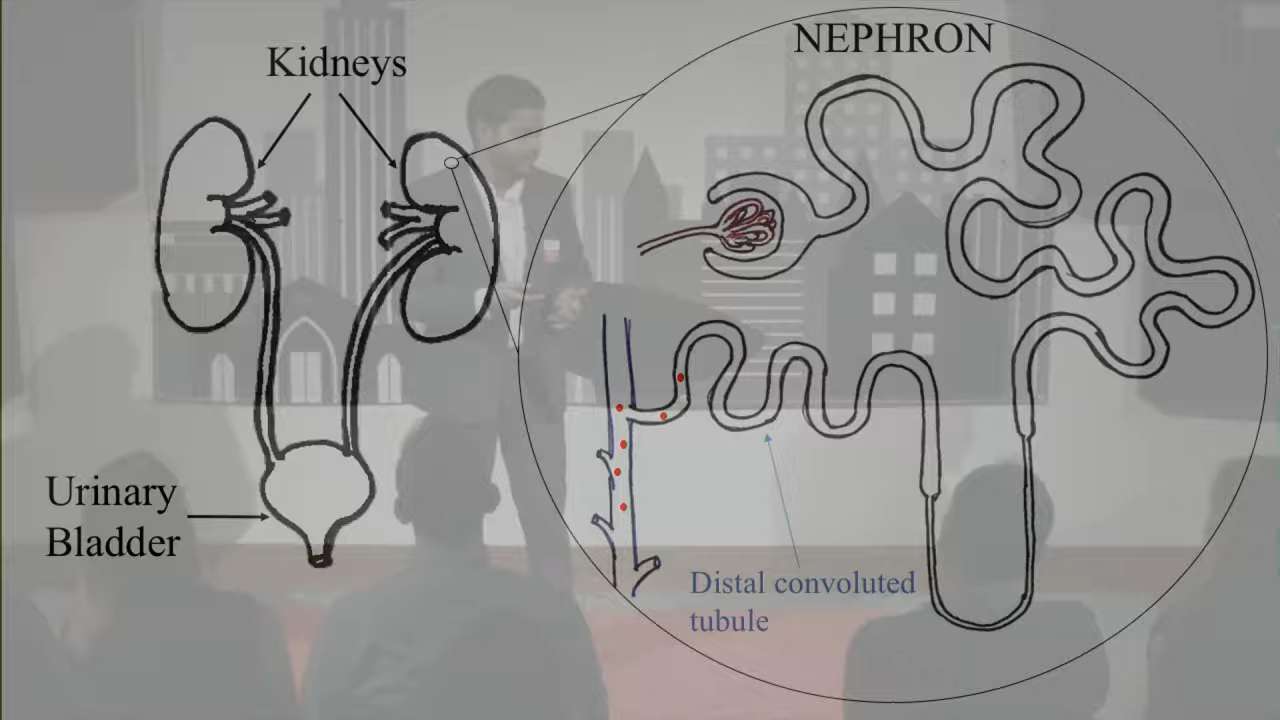 Kidneys
NEPHRON
Urinary
Bladder
Distal convoluted
tubule